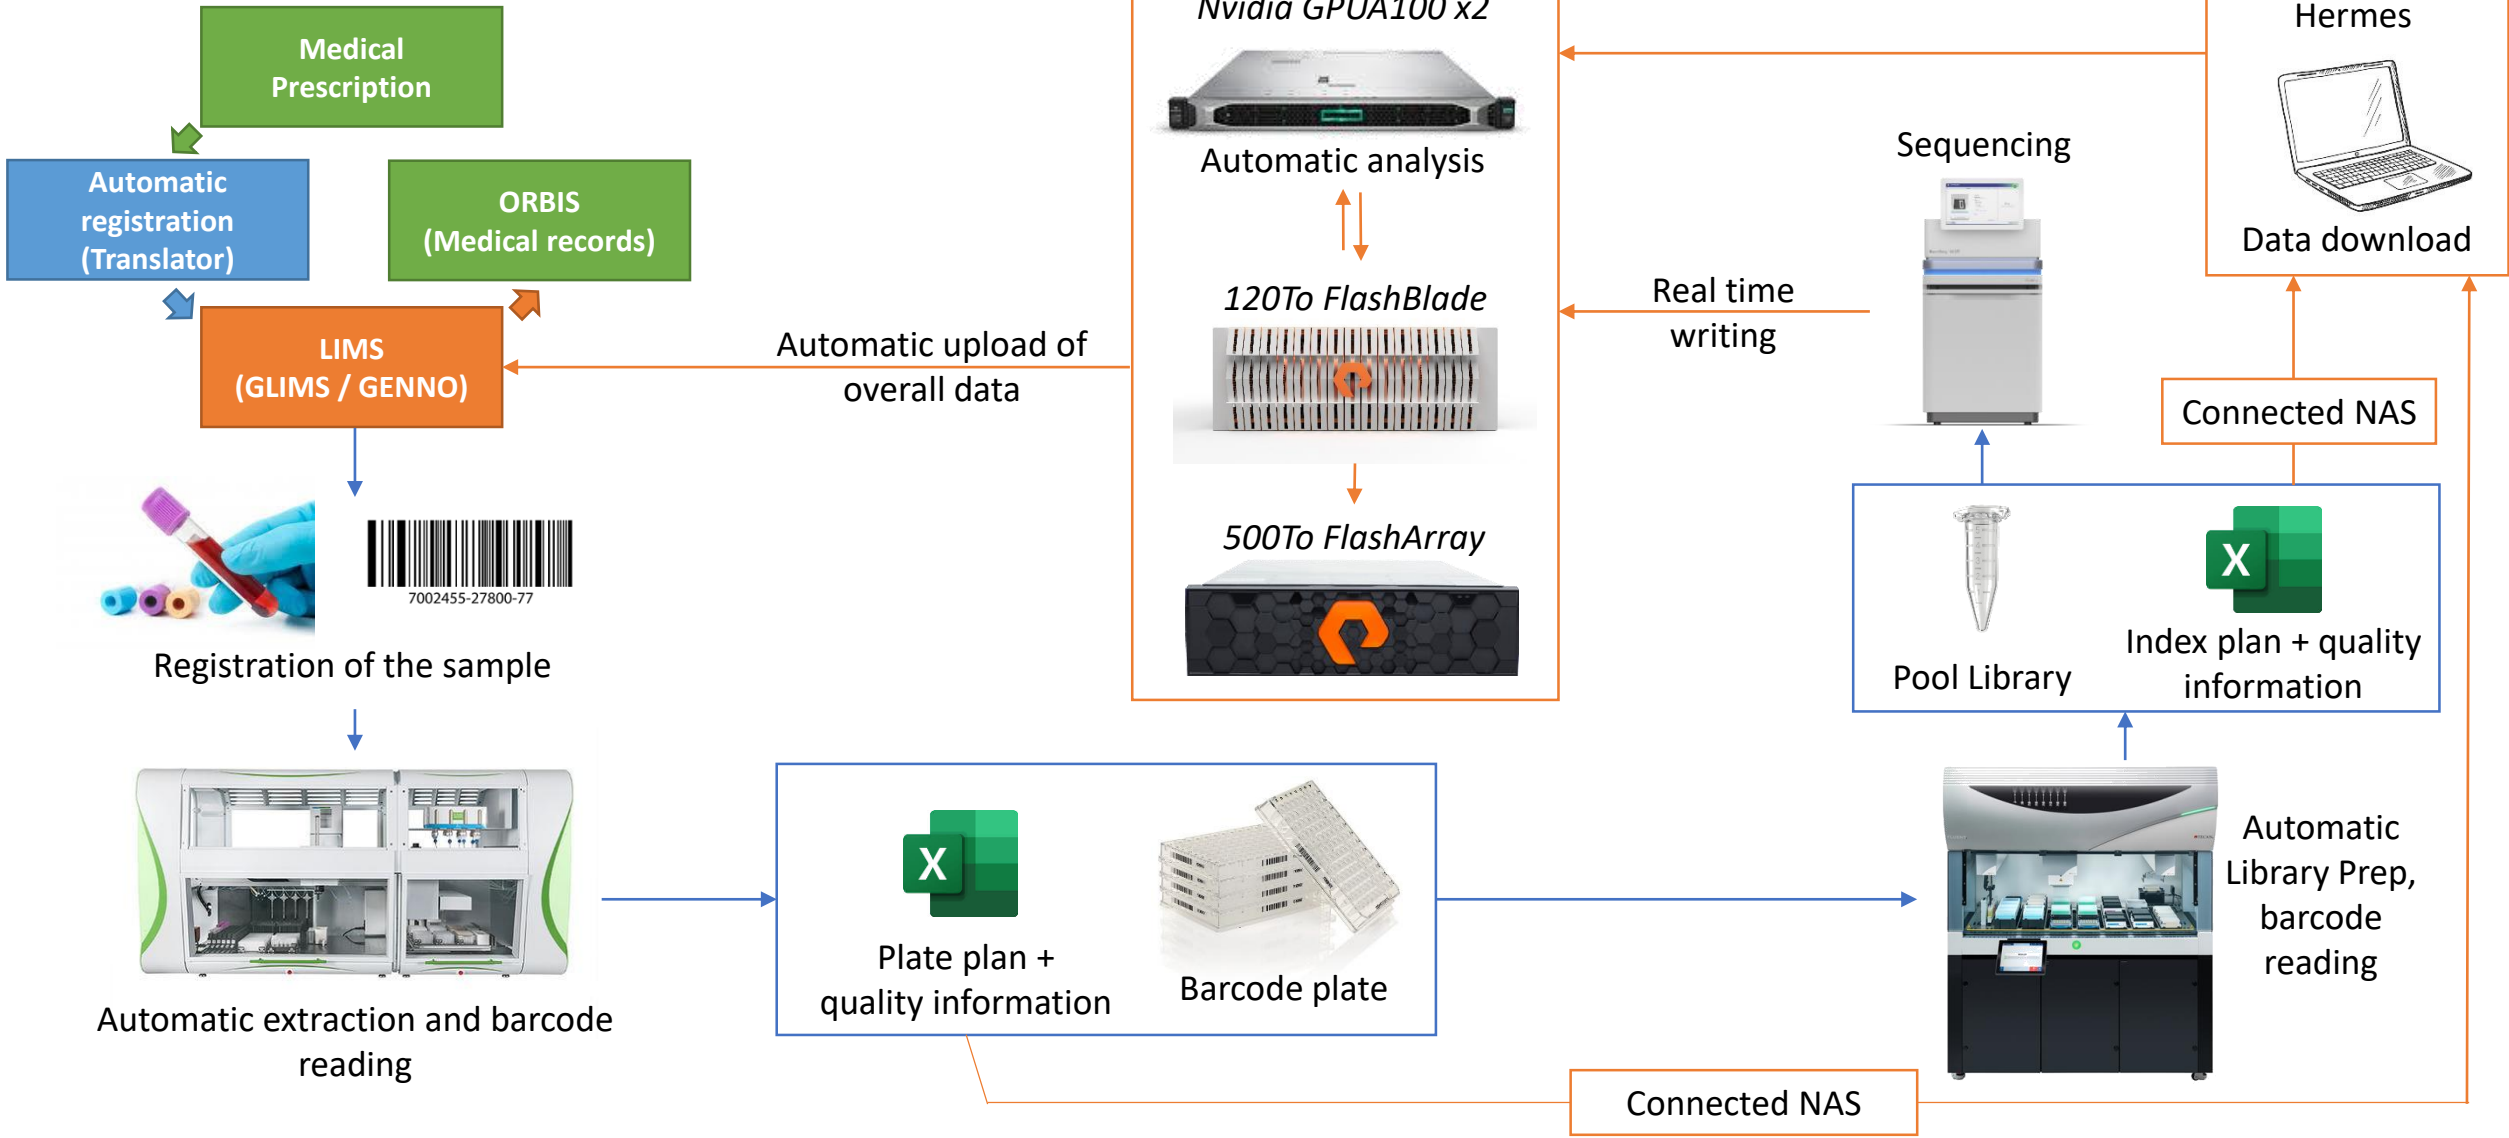 Medical
Prescription
Automatic
registration
(Translator)
ORBIS
(Medical records)
LIMS
(GLIMS / GENNO)
7002455-27800-77
Registration of the sample
Automatic extraction and barcode
reading
Automatic upload of
overall data
Nvidia GPUA100 x2
Automatic analysis
120To FlashBlade
500To FlashArray
Real time
writing
Sequencing
Hermes
Data download
Connected NAS
X
Pool Library
Index plan + quality
information
X
Plate plan +
quality information
Barcode plate
Automatic
Library Prep,
barcode
reading
Connected NAS